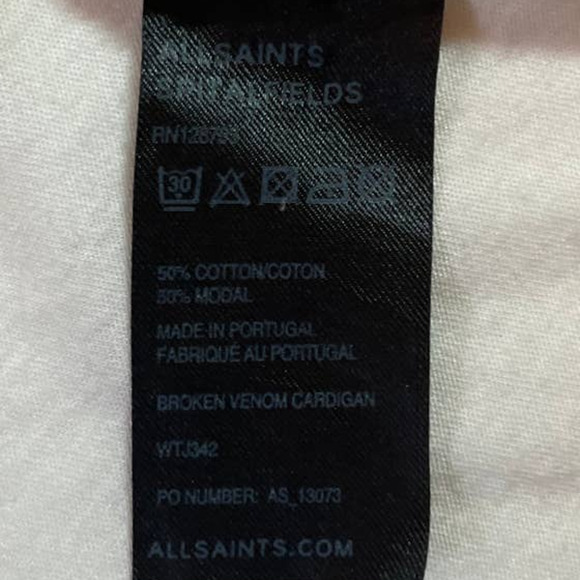 ALLSAINTS
SPITALFIELDS
30
50% COTTON/COTON
50% MODAL
MADE IN PORTUGAL
FABRIQUÉ AU PORTUGAL
BROKEN VENOM CARDIGAN
WTJ342
PO NUMBER: AS_13073
ALLSAINTS.COM